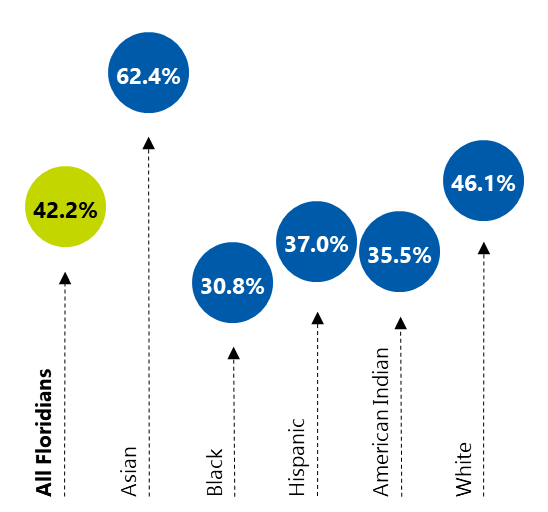 62.4%
46.1%
42.2%
37.0%
35.5%
30.8%
All Floridians
Asian
Black
Hispanic
American Indian
White